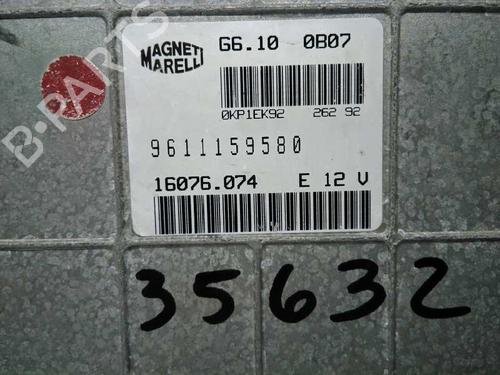 MAGNETI
MARELLI
G6.10 0B07
0KP1EK92 262 92
9611159580
16076.074 E 12 V
35632
B-PARTS